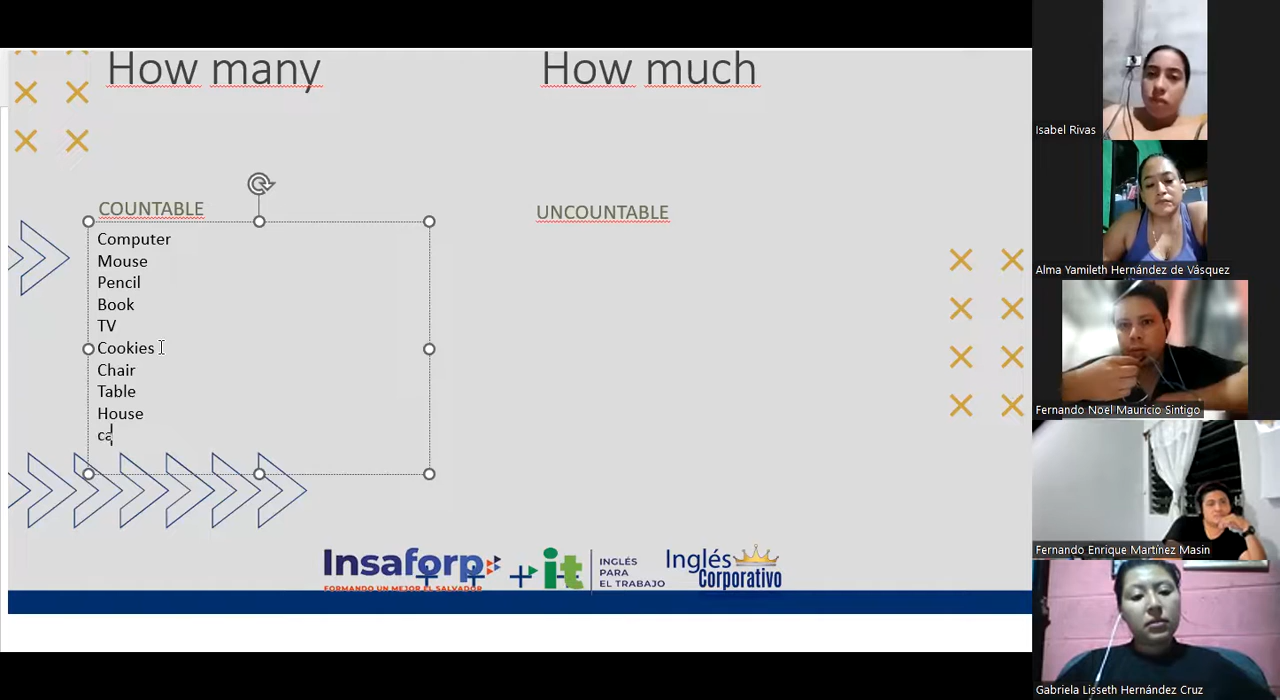 How many
How much
COUNTABLE
UNCOUNTABLE
Computer
Mouse
Pencil
Book
TV
Cookies
Chair
Table
House
ca
Insaforp
FORMANDO UN MEJOR EL SALVADOR
it
INGLÉS
PARA
EL TRABAJO
Inglés
Corporativo
Isabel Rivas
Alma Yamileth Hernández de Vásquez
Fernando Noel Mauricio Sintigo
Fernando Enrique Martínez Masin
Gabriela Lisseth Hernández Cruz